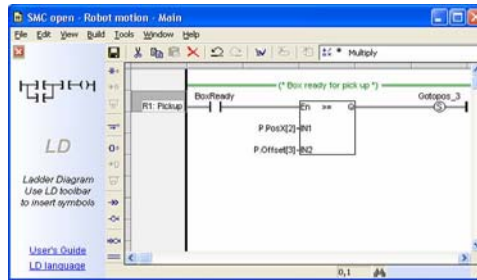 SMC open - Robot motion - Main
File Edit View Build Tools Window Help
* Multiply
(* Box ready for pick up *)
R1: Pickup
BoxReady
Gotopos_3
En >= Q
P.PosX[2] IN1
P.Offset[3] IN2
LD
Ladder Diagram
Use LD toolbar
to insert symbols
User's Guide
LD language
0,1